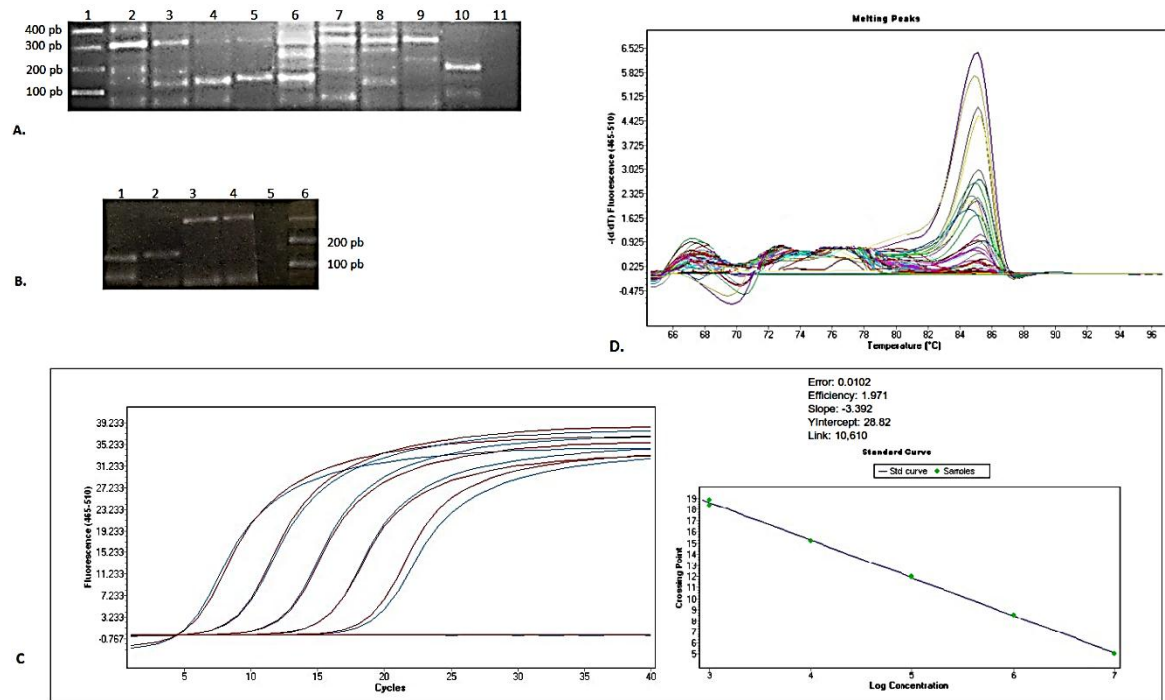 1 2 3 4 5 6 7 8 9 10 11
400 pb
300 pb
200 pb
100 pb
A.
1 2 3 4 5 6
200 pb
100 pb
B.
Melting Peaks
-(d/dT) Fluorescence (465-510)
6.525
5.825
5.125
4.425
3.725
3.025
2.325
1.625
0.925
0.225
-0.475
66 68 70 72 74 76 78 80 82 84 86 88 90 92 94 96
Temperature (°C)
D.
Fluorescence (465-510)
39.233
35.233
31.233
27.233
23.233
19.233
15.233
11.233
7.233
3.233
-0.767
5 10 15 20 25 30 35 40
Cycles
C
Error: 0.0102
Efficiency: 1.971
Slope: -3.392
YIntercept: 28.82
Link: 10,610
Standard Curve
Std curve Samples
Crossing Point
19
18
16
15
14
13
12
10
9
8
6
5
3 4 5 6 7
Log Concentration